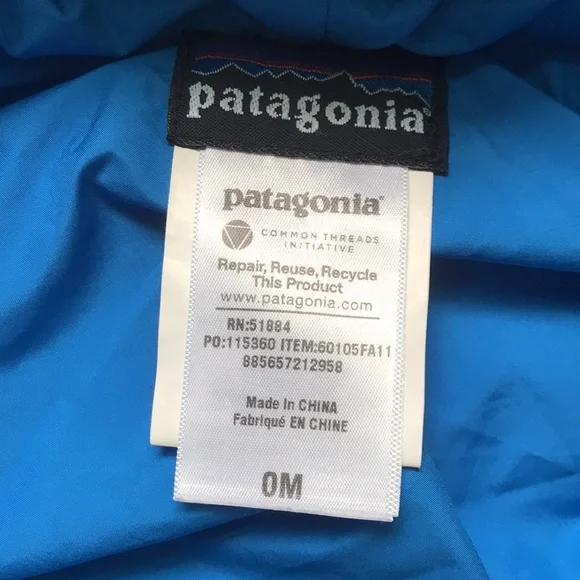 patagonia®
patagonia®
COMMON THREADS
INITIATIVE
Repair, Reuse, Recycle
This Product
www.patagonia.com
RN:51884
PO:115360 ITEM:60105FA11
885657212958
Made In CHINA
Fabriqué EN CHINE
0M